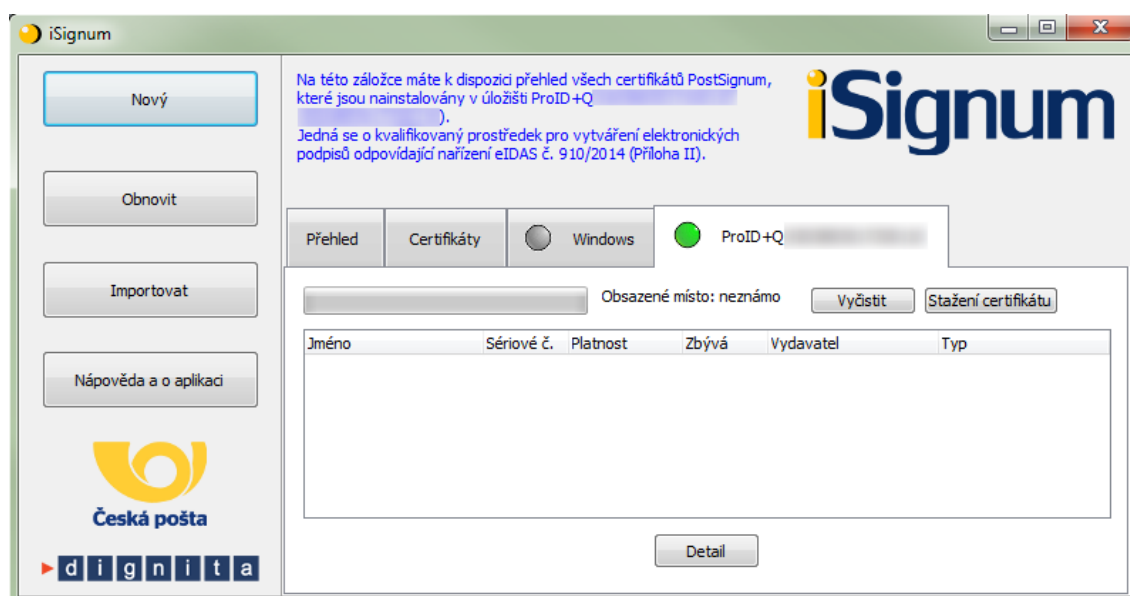 iSignum
Nový
Obnovit
Importovat
Nápověda a o aplikaci
Česká pošta
dignita
Na této záložce máte k dispozici přehled všech certifikátů PostSignum,
které jsou nainstalovány v úložišti ProID+Q
).
Jedná se o kvalifikovaný prostředek pro vytváření elektronických
podpisů odpovídající nařízení eIDAS č. 910/2014 (Příloha II).
iSignum
Přehled Certifikáty Windows ProID+Q
Obsazené místo: neznámo Vyčistit Stažení certifikátu
Jméno Sériové č. Platnost Zbývá Vydavatel Typ
Detail